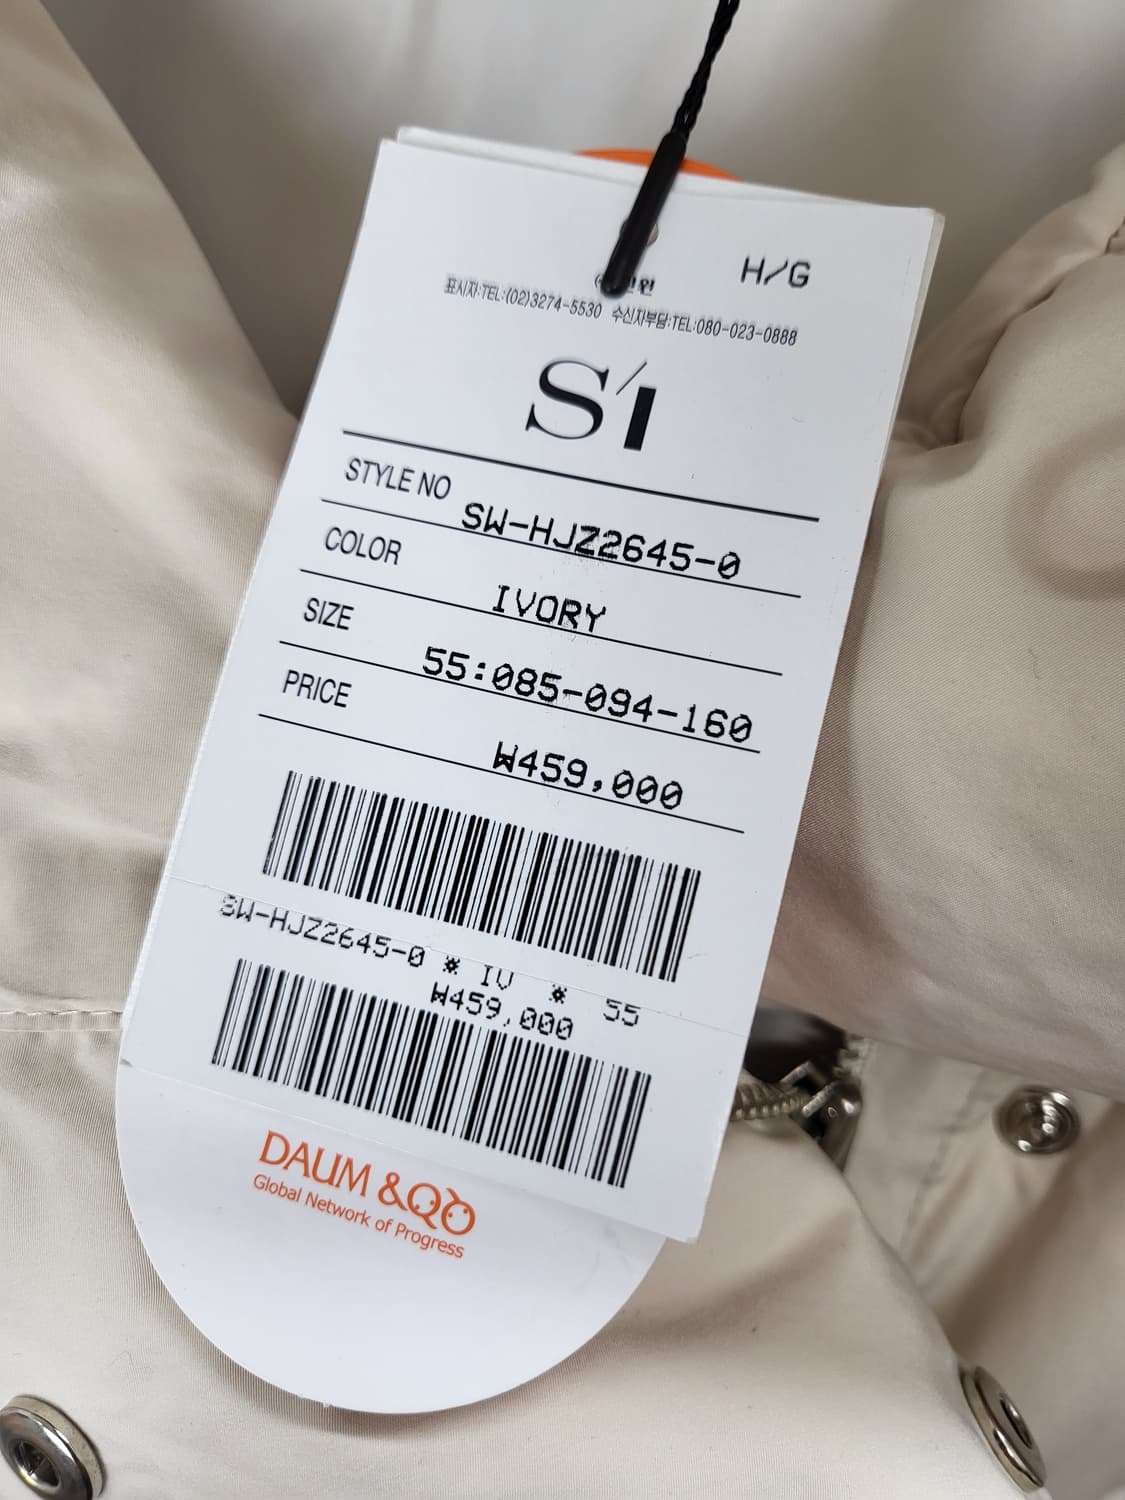 H/G
표시자:TEL:(02)3274-5530 수신자부담:TEL:080-023-0888
S'I
STYLE NO SW-HJZ2645-0
COLOR IVORY
SIZE 55:085-094-160
PRICE ₩459,000
SW-HJZ2645-0 * IV * 55
₩459,000
DAUM &QQ
Global Network of Progress